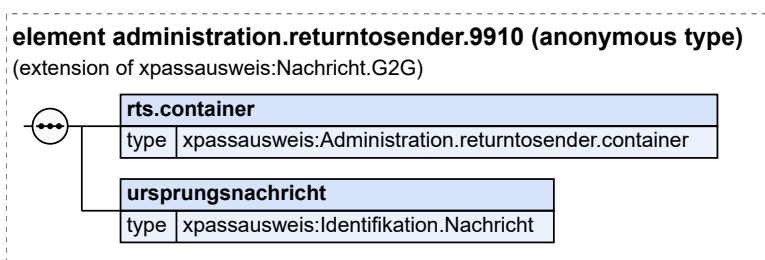 element administration.returntosender.9910 (anonymous type)
(extension of xpassausweis:Nachricht.G2G)
rts.container
type xpassausweis:Administration.returntosender.container
ursprungsnachricht
type xpassausweis:Identifikation.Nachricht